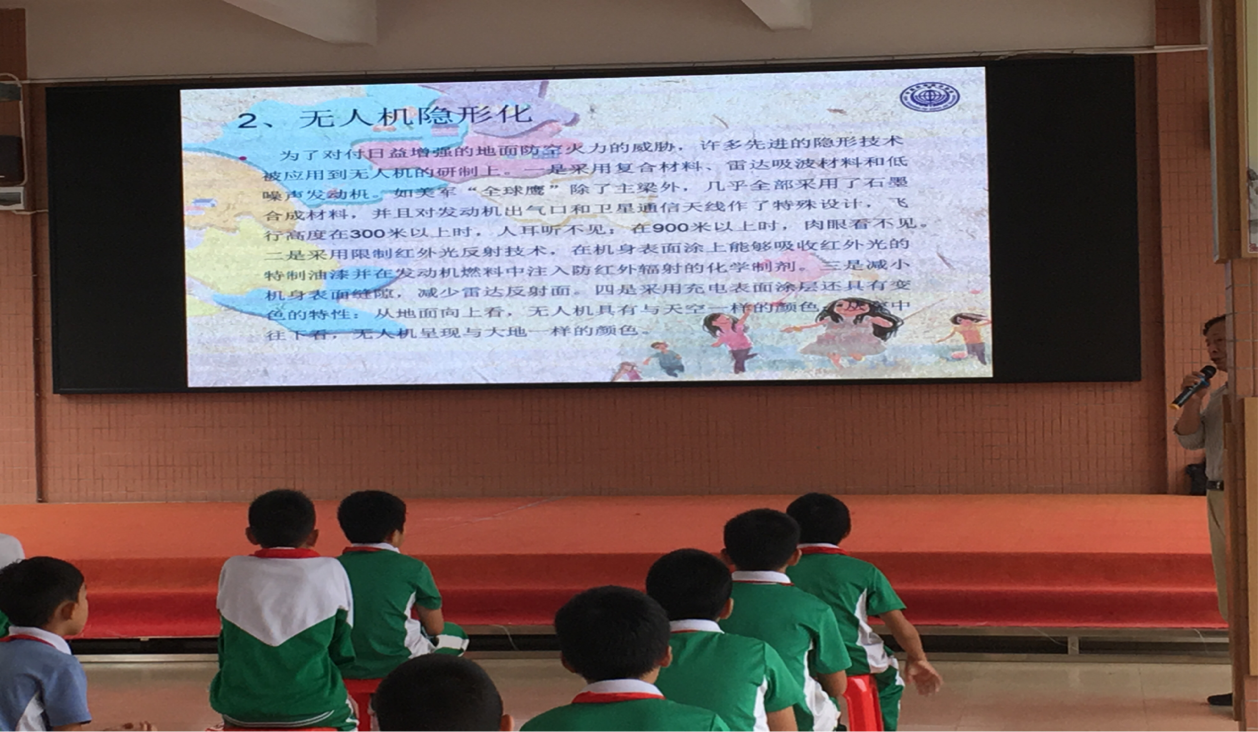 2、无人机隐形化
为了对付日益增强的地面防空火力的威胁，许多先进的隐形技术
被应用到无人机的研制上。一是采用复合材料、雷达吸波材料和低
噪声发动机。如美军“全球鹰”除了主梁外，几乎全部采用了石墨
合成材料，并且对发动机出气口和卫星通信天线作了特殊设计，飞
行高度在300米以上时，人耳听不见；在900米以上时，肉眼看不见。
二是采用限制红外光反射技术，在机身表面涂上能够吸收红外光的
特制油漆并在发动机燃料中注入防红外辐射的化学制剂。三是减小
机身表面缝隙，减少雷达反射面。四是采用充电表面涂层还具有变
色的特性：从地面向上看，无人机具有与天空一样的颜色 中
往下看，无人机呈现与大地一样的颜色。